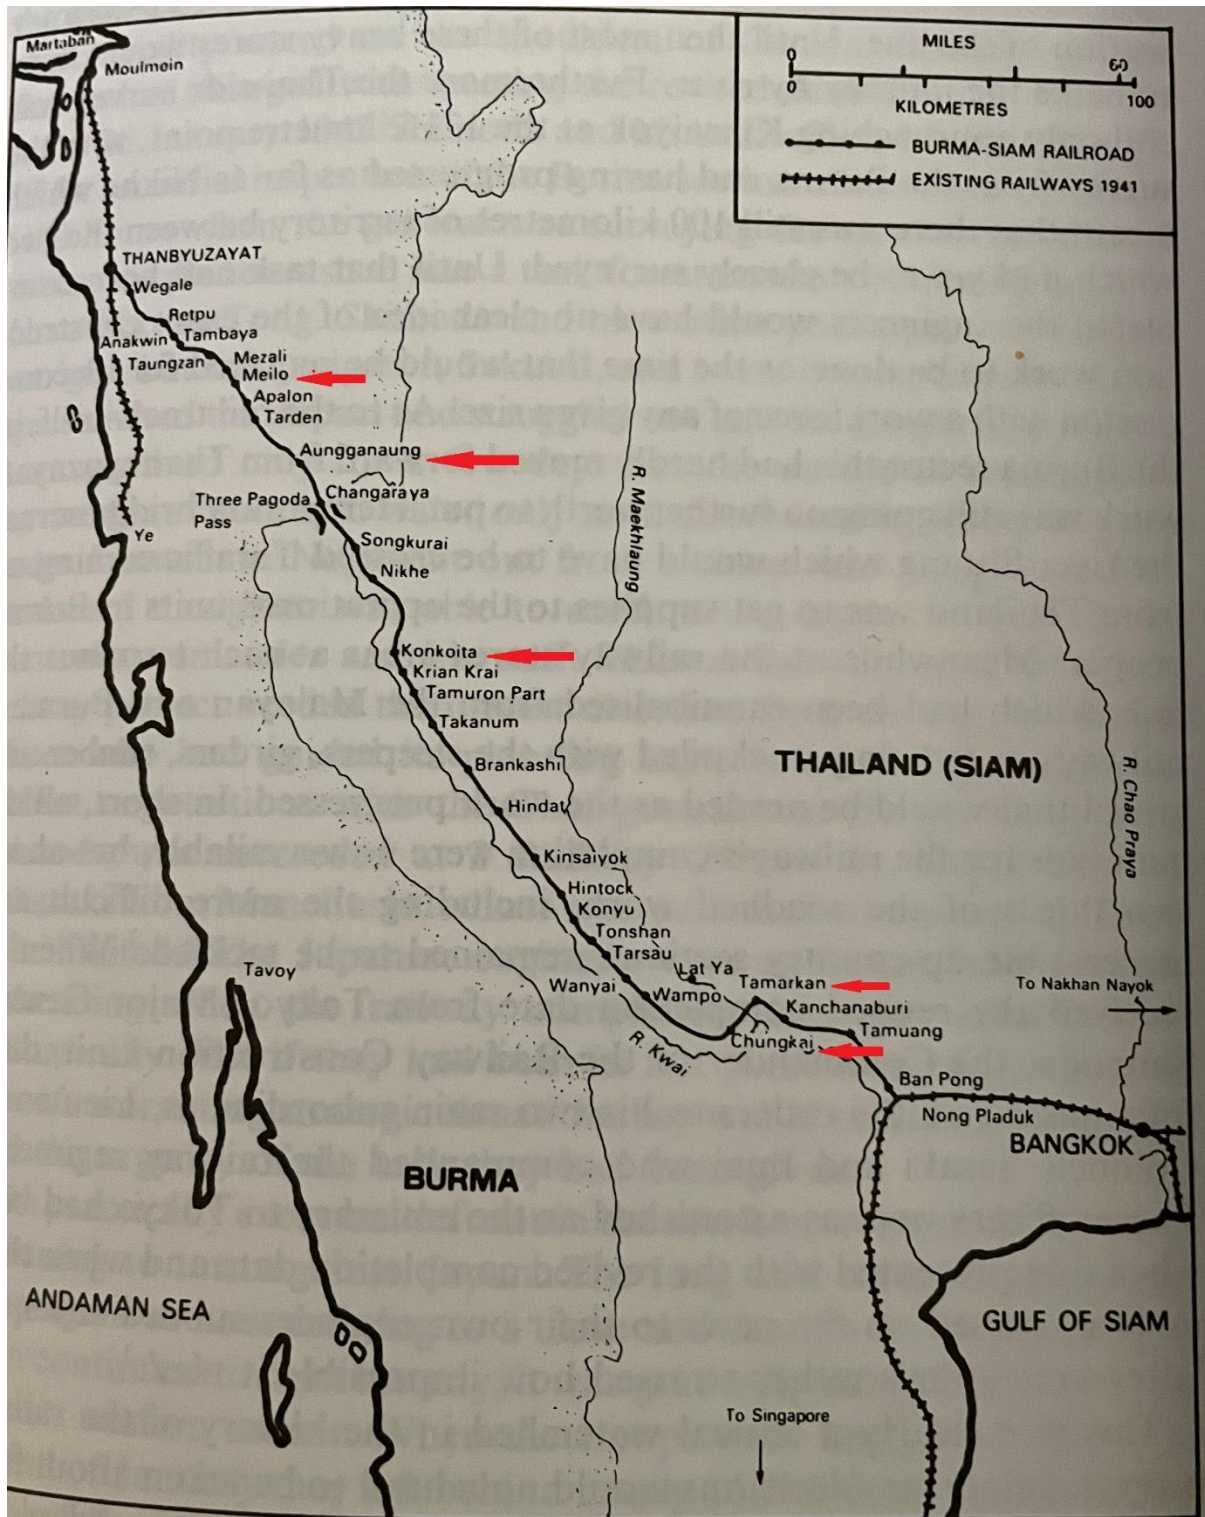 MILES
0 60
0 100
KILOMETRES
BURMA-SIAM RAILROAD
EXISTING RAILWAYS 1941
Martaban
Moulmein
THANBYUZAYAT
Wegale
Retpu
Anakwin
Tambaya
Taungzan
Mezali
Meilo
Apalon
Tarden
Aungganaung
Three Pagoda
Pass
Changaraya
Ye
Songkurai
Nikhe
R. Maekhlaung
Konkoita
Krian Krai
Tamuron Part
Takanum
Brankashi
Hindat
THAILAND (SIAM)
R. Chao Praya
Kinsaiyok
Hintock
Konyu
Tonshan
Tarsau
Tavoy
Wanyai
Lat Ya
Tamarkan
To Nakhan Nayok
Wampo
Kanchanaburi
Tamuang
R. Kwai
Chungkai
Ban Pong
Nong Pladuk
BANGKOK
BURMA
ANDAMAN SEA
GULF OF SIAM
To Singapore